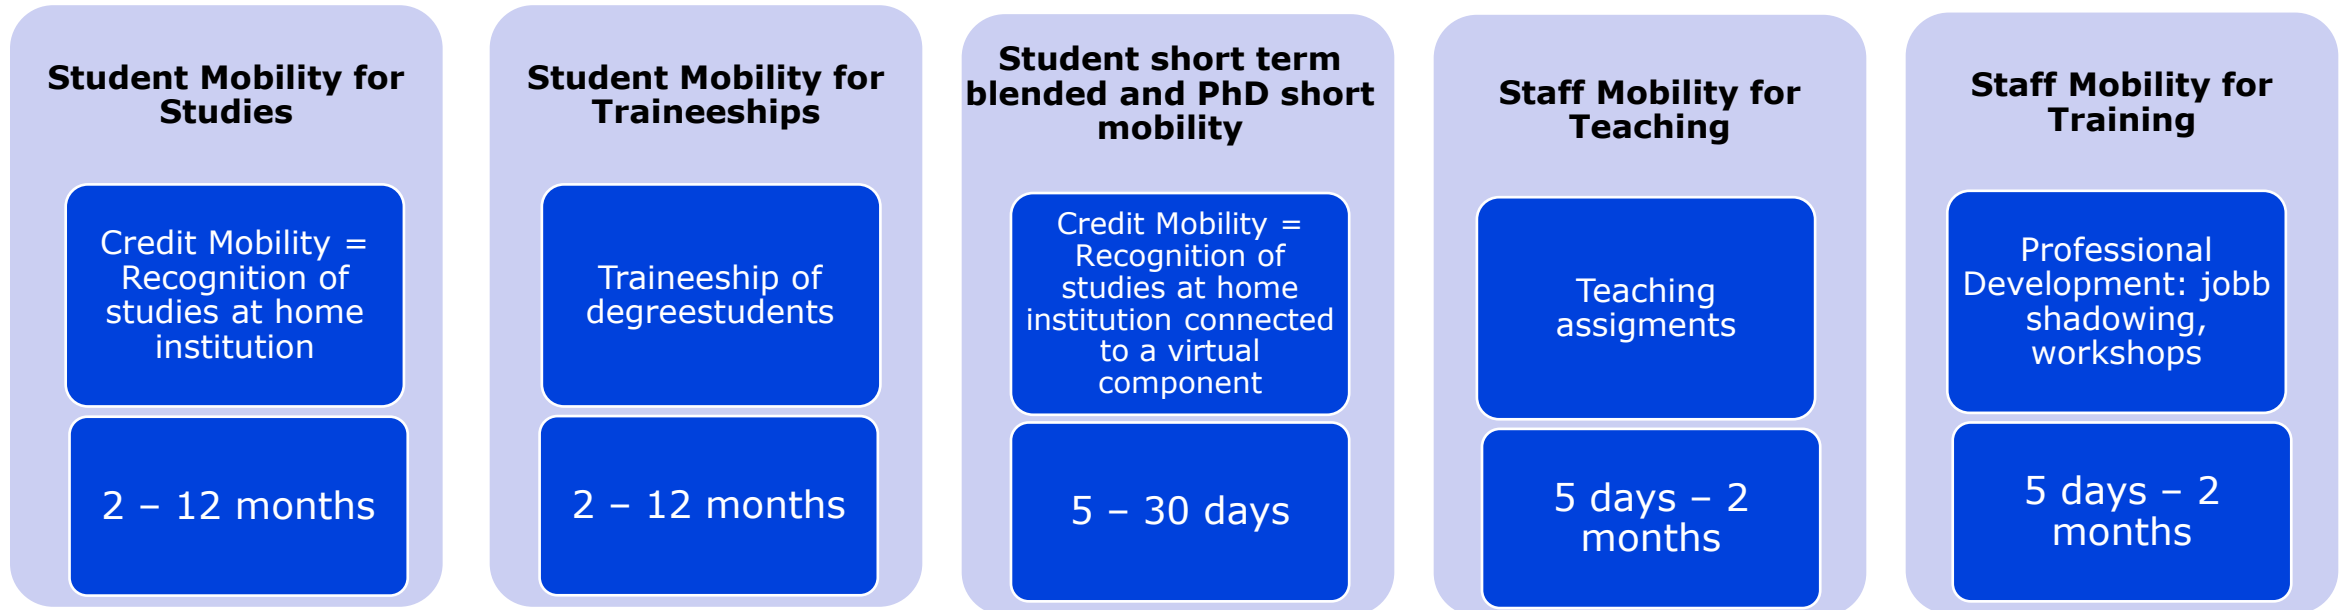 Student Mobility for
Studies
Credit Mobility =
Recognition of
studies at home
institution
2 – 12 months
Student Mobility for
Traineeships
Traineeship of
degreestudents
2 – 12 months
Student short term
blended and PhD short
mobility
Credit Mobility =
Recognition of
studies at home
institution connected
to a virtual
component
5 – 30 days
Staff Mobility for
Teaching
Teaching
assigments
5 days – 2
months
Staff Mobility for
Training
Professional
Development: jobb
shadowing,
workshops
5 days – 2
months